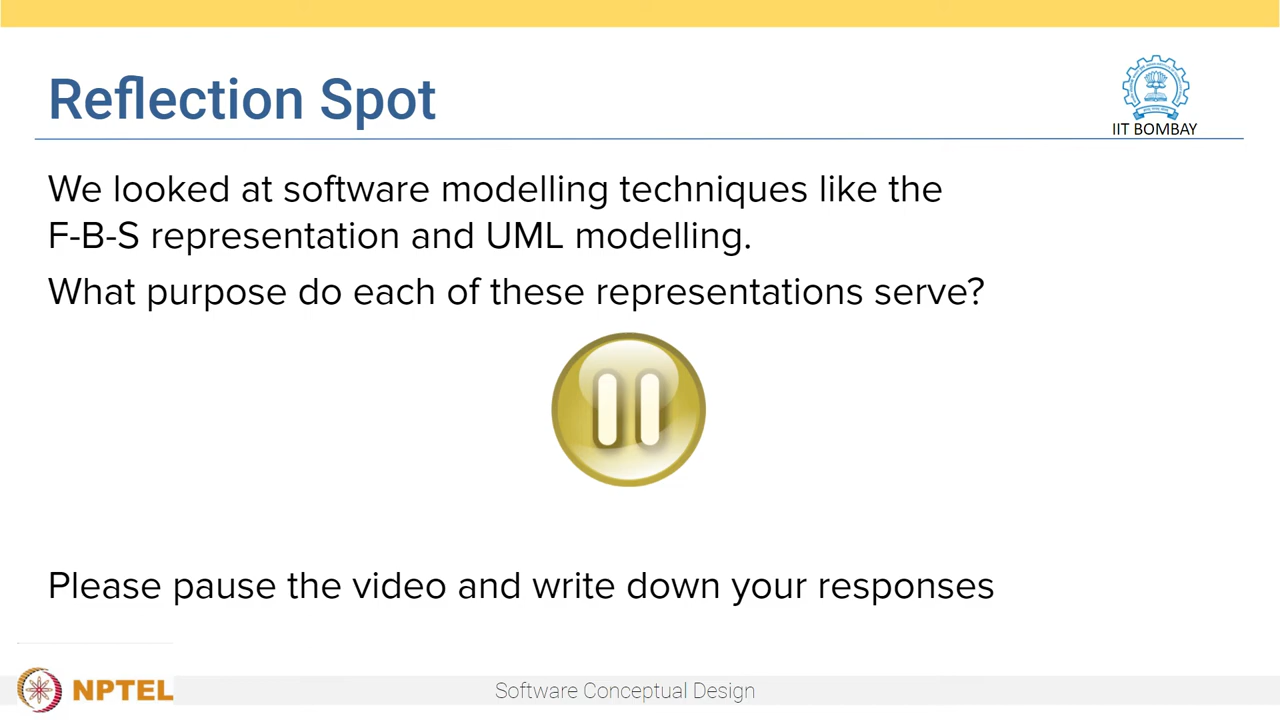 Reflection Spot
IIT BOMBAY
We looked at software modelling techniques like the
F-B-S representation and UML modelling.
What purpose do each of these representations serve?
Please pause the video and write down your responses
NPTEL
Software Conceptual Design